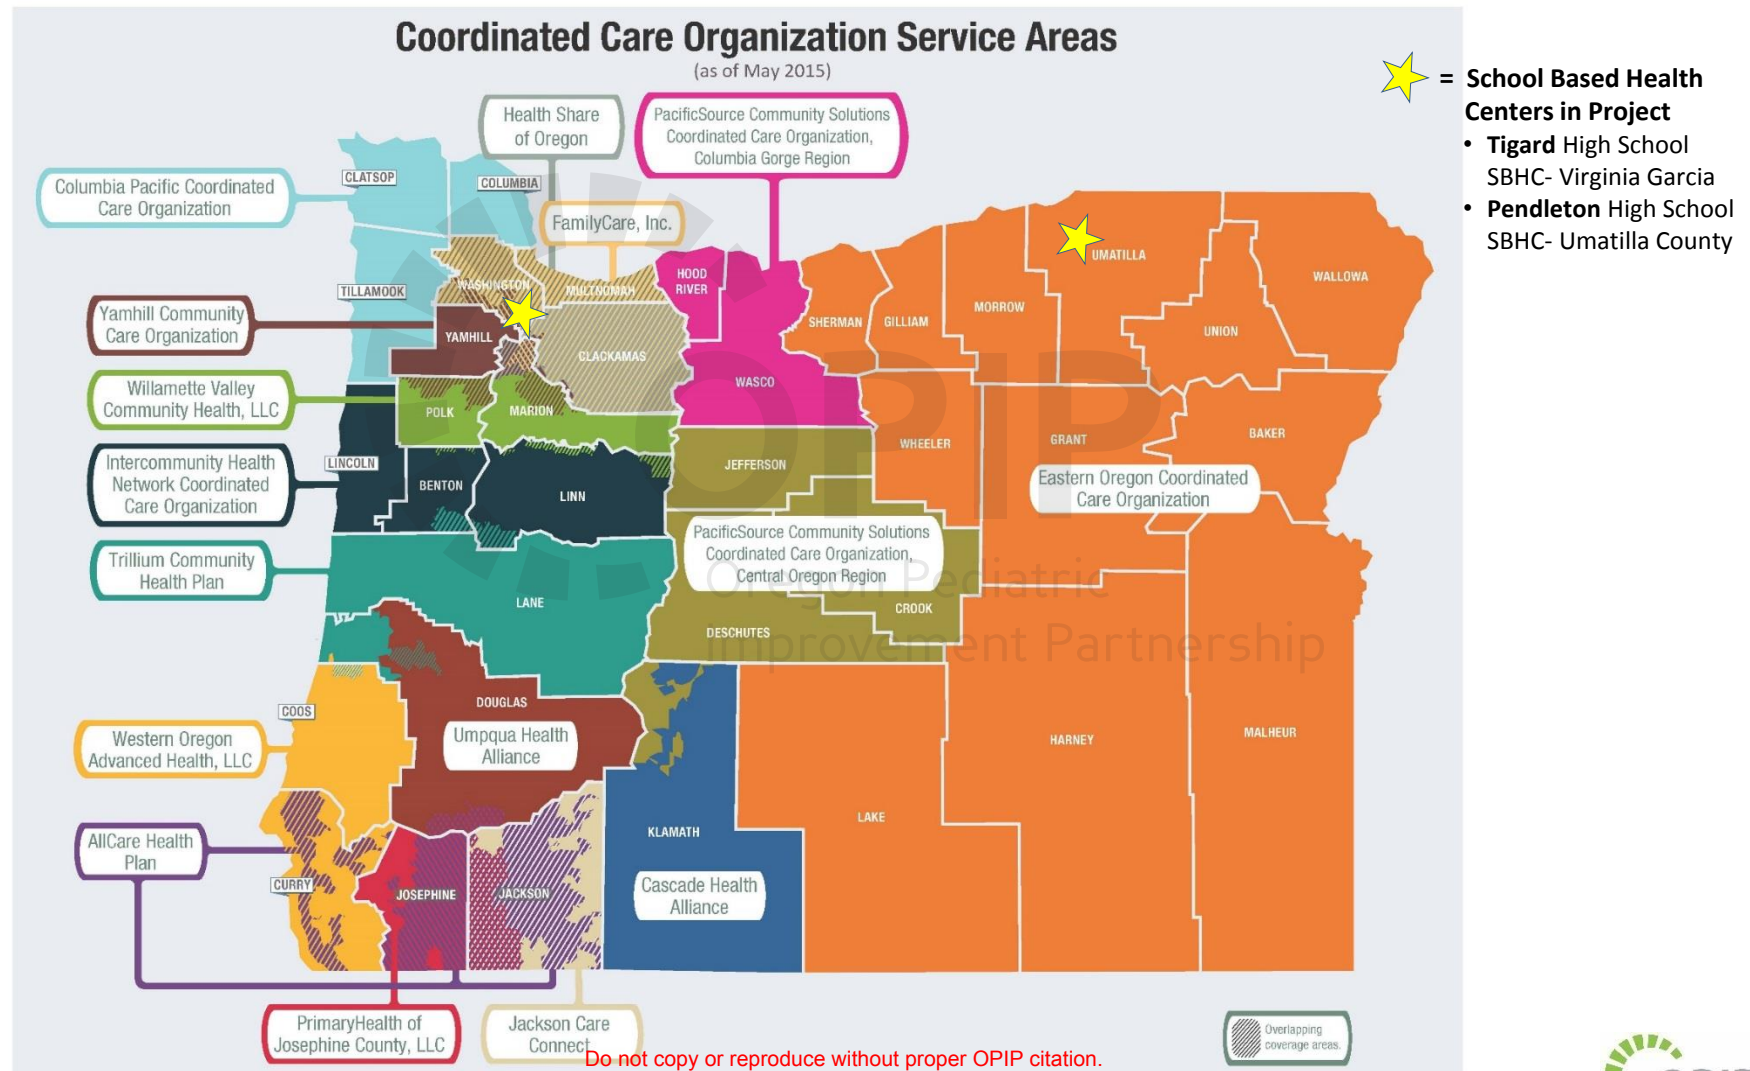 Coordinated Care Organization Service Areas
(as of May 2015)
= School Based Health
Centers in Project
• Tigard High School
SBHC- Virginia Garcia
• Pendleton High School
SBHC- Umatilla County
Health Share
of Oregon
PacificSource Community Solutions
Coordinated Care Organization,
Columbia Gorge Region
CLATSOP
COLUMBIA
Columbia Pacific Coordinated
Care Organization
FamilyCare, Inc.
UMATILLA
WALLOWA
HOOD
RIVER
WASHINGTON
MULTNOMAH
TILLAMOOK
MORROW
SHERMAN
GILLIAM
UNION
Yamhill Community
Care Organization
YAMHILL
CLACKAMAS
WASCO
Willamette Valley
Community Health, LLC
POLK
MARION
OPIP
WHEELER
GRANT
BAKER
Intercommunity Health
Network Coordinated
Care Organization
LINCOLN
BENTON
LINN
JEFFERSON
Eastern Oregon Coordinated
Care Organization
PacificSource Community Solutions
Coordinated Care Organization,
Central Oregon Region
Trillium Community
Health Plan
Oregon Pediatric
Improvement Partnership
LANE
CROOK
DESCHUTES
COOS
DOUGLAS
Umpqua Health
Alliance
Western Oregon
Advanced Health, LLC
HARNEY
MALHEUR
LAKE
KLAMATH
AllCare Health
Plan
CURRY
JOSEPHINE
JACKSON
Cascade Health
Alliance
PrimaryHealth of
Josephine County, LLC
Jackson Care
Connect
Overlapping
coverage areas.
Do not copy or reproduce without proper OPIP citation.